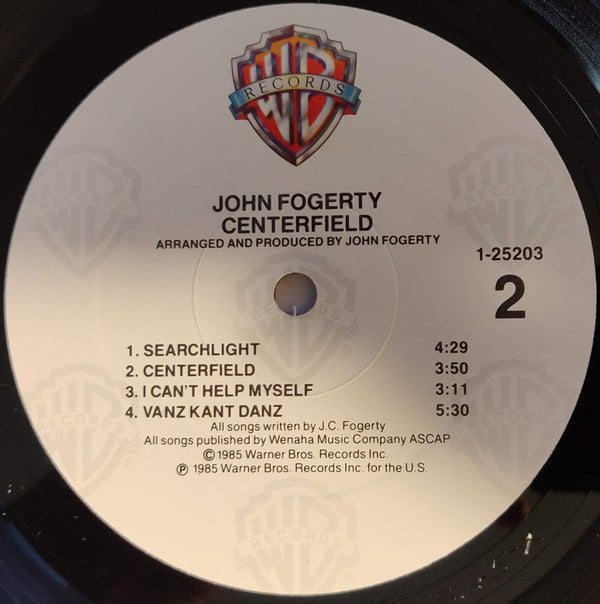 WB
RECORDS
JOHN FOGERTY
CENTERFIELD
ARRANGED AND PRODUCED BY JOHN FOGERTY
1-25203
2
1. SEARCHLIGHT 4:29
2. CENTERFIELD 3:50
3. I CAN'T HELP MYSELF 3:11
4. VANZ KANT DANZ 5:30
All songs written by J.C. Fogerty
All songs published by Wenaha Music Company ASCAP
© 1985 Warner Bros. Records Inc.
℗ 1985 Warner Bros. Records Inc. for the U.S.